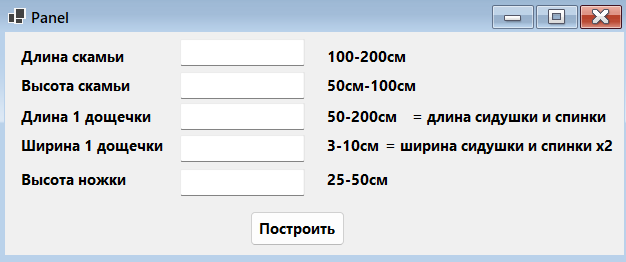 Panel
Длина скамьи 100-200см
Высота скамьи 50см-100см
Длина 1 дощечки 50-200см = длина сидушки и спинки
Ширина 1 дощечки 3-10см = ширина сидушки и спинки х2
Высота ножки 25-50см
Построить